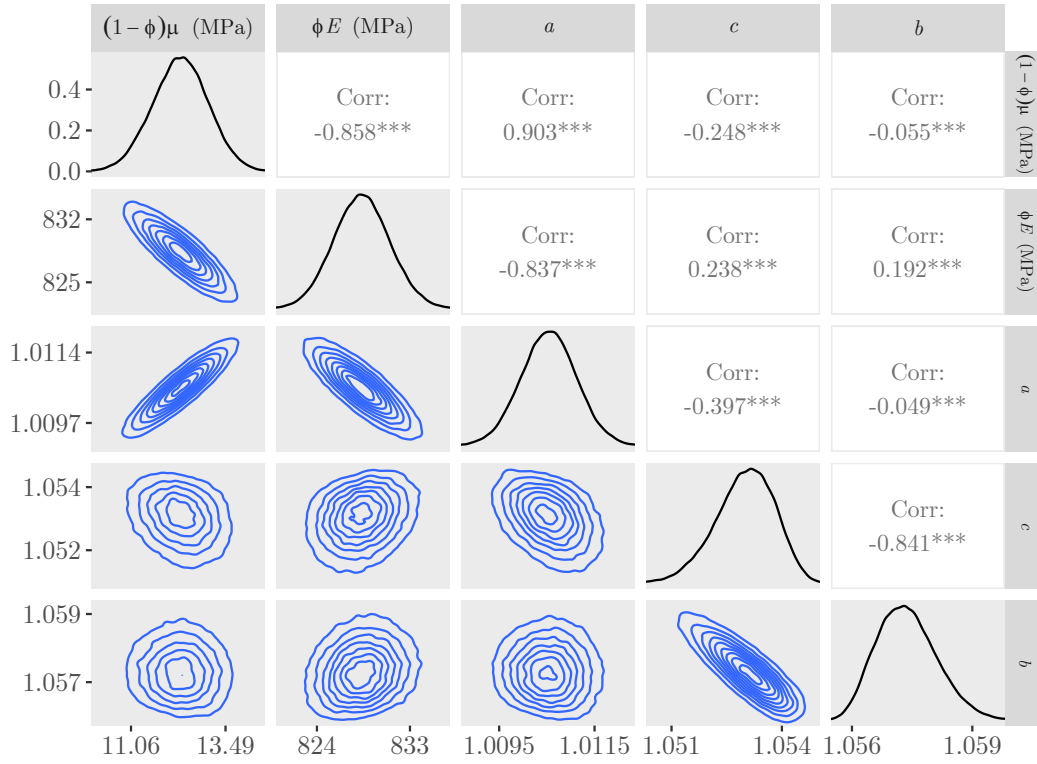 (1−ϕ)μ (MPa) ϕE (MPa) a c b
0.4
0.2
0.0
Corr:
-0.858***
Corr:
0.903***
Corr:
-0.248***
Corr:
-0.055***
(1−ϕ)μ (MPa)
832
825
Corr:
-0.837***
Corr:
0.238***
Corr:
0.192***
ϕE (MPa)
1.0114
1.0097
Corr:
-0.397***
Corr:
-0.049***
a
1.054
1.052
Corr:
-0.841***
c
1.059
1.057
b
11.06 13.49 824 833 1.0095 1.0115 1.051 1.054 1.056 1.059